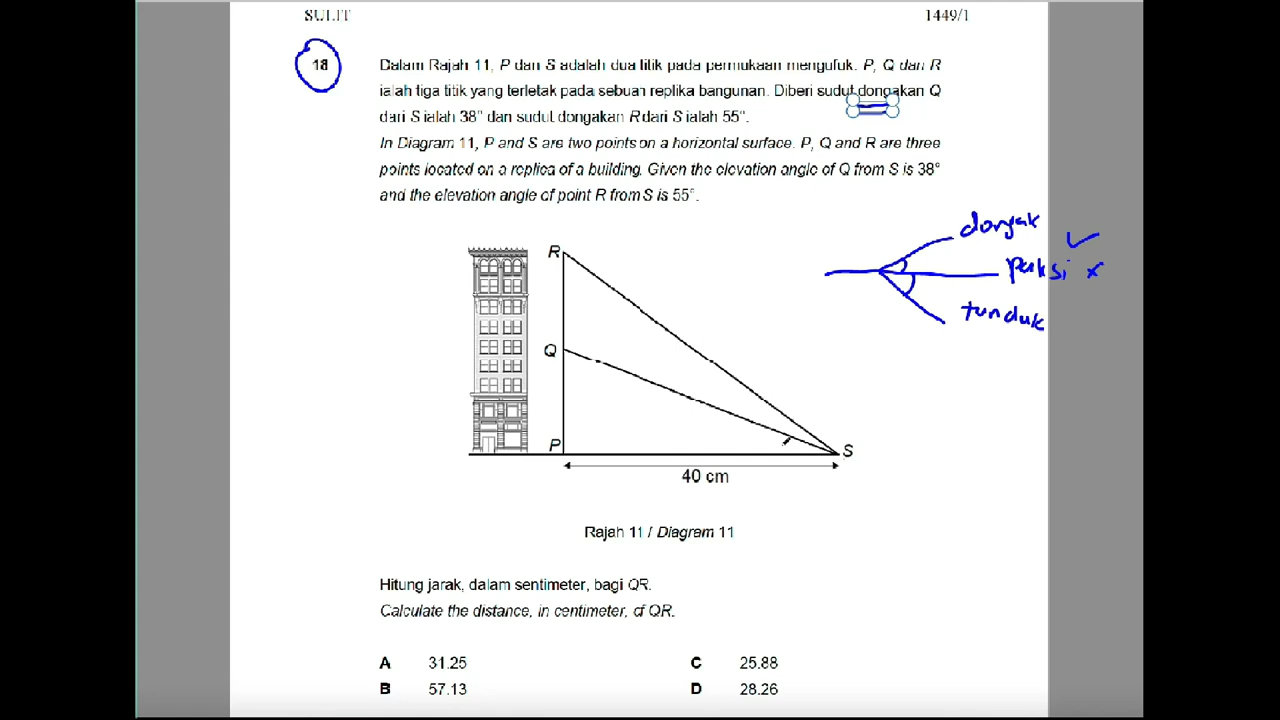 SULIT 1449/1
18 Dalam Rajah 11, P dan S adalah dua titik pada permukaan mengufuk. P, Q dan R
ialah tiga titik yang terletak pada sebuah replika bangunan. Diberi sudut dongakan Q
dari S ialah 38° dan sudut dongakan R dari S ialah 55°.
In Diagram 11, P and S are two points on a horizontal surface. P, Q and R are three
points located on a replica of a building. Given the elevation angle of Q from S is 38°
and the elevation angle of point R from S is 55°.
dongak
paksi
tunduk
R
Q
P
S
40 cm
Rajah 11 / Diagram 11
Hitung jarak, dalam sentimeter, bagi QR.
Calculate the distance, in centimeter, of QR.
A 31.25 C 25.88
B 57.13 D 28.26